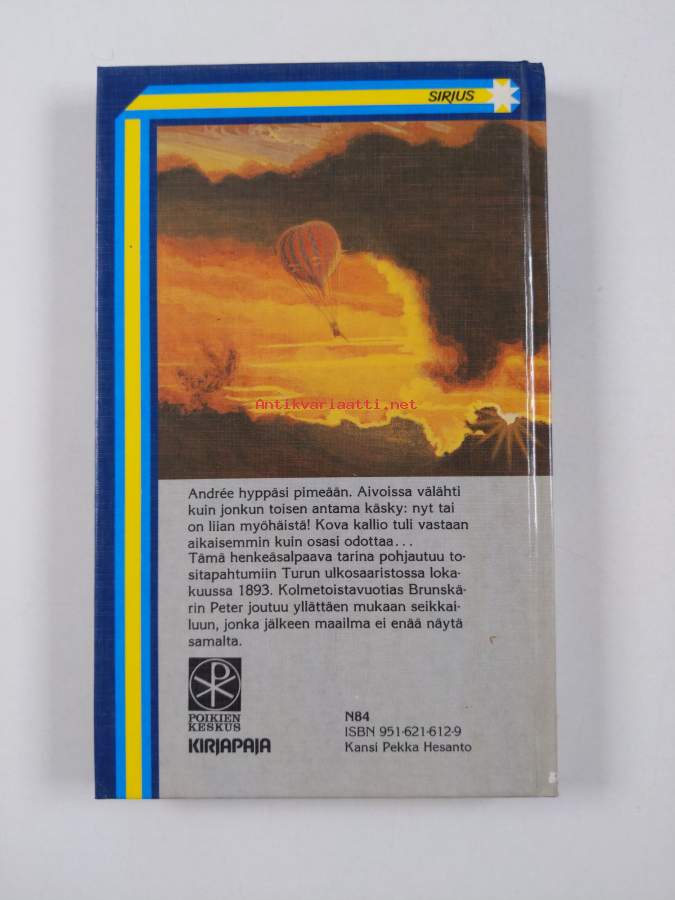 SIRIUS
Antikvariaatti.net
Andrée hyppäsi pimeään. Aivoissa välähti
kuin jonkun toisen antama käsky: nyt tai
on liian myöhäistä! Kova kallio tuli vastaan
aikaisemmin kuin osasi odottaa...
Tämä henkeäsalpaava tarina pohjautuu to-
sitapahtumiin Turun ulkosaaristossa loka-
kuussa 1893. Kolmetoistavuotias Brunskä-
rin Peter joutuu yllättäen mukaan seikkai-
luun, jonka jälkeen maailma ei enää näytä
samalta.
POIKIEN
KESKUS
KIRJAPAJA
N84
ISBN 951-621-612-9
Kansi Pekka Hesanto